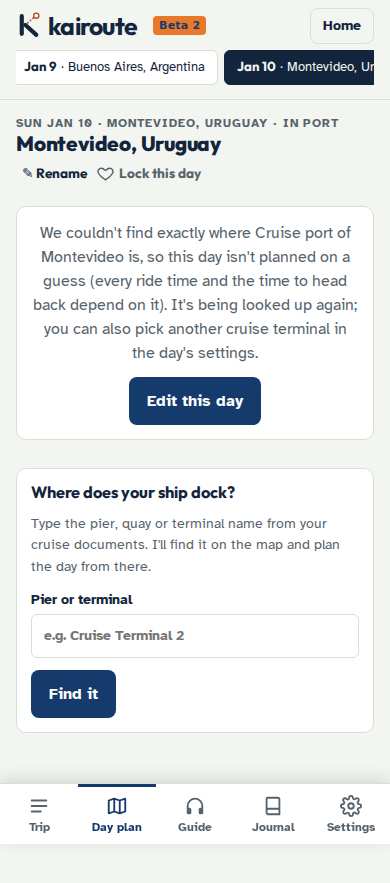 kairoute Beta 2 Home
Jan 9 · Buenos Aires, Argentina Jan 10 · Montevideo,
SUN JAN 10 · MONTEVIDEO, URUGUAY · IN PORT
Montevideo, Uruguay
Rename Lock this day
We couldn't find exactly where Cruise port of
Montevideo is, so this day isn't planned on a
guess (every ride time and the time to head
back depend on it). It's being looked up again;
you can also pick another cruise terminal in
the day's settings.
Edit this day
Where does your ship dock?
Type the pier, quay or terminal name from your
cruise documents. I'll find it on the map and plan
the day from there.
Pier or terminal
e.g. Cruise Terminal 2
Find it
Trip Day plan Guide Journal Settings